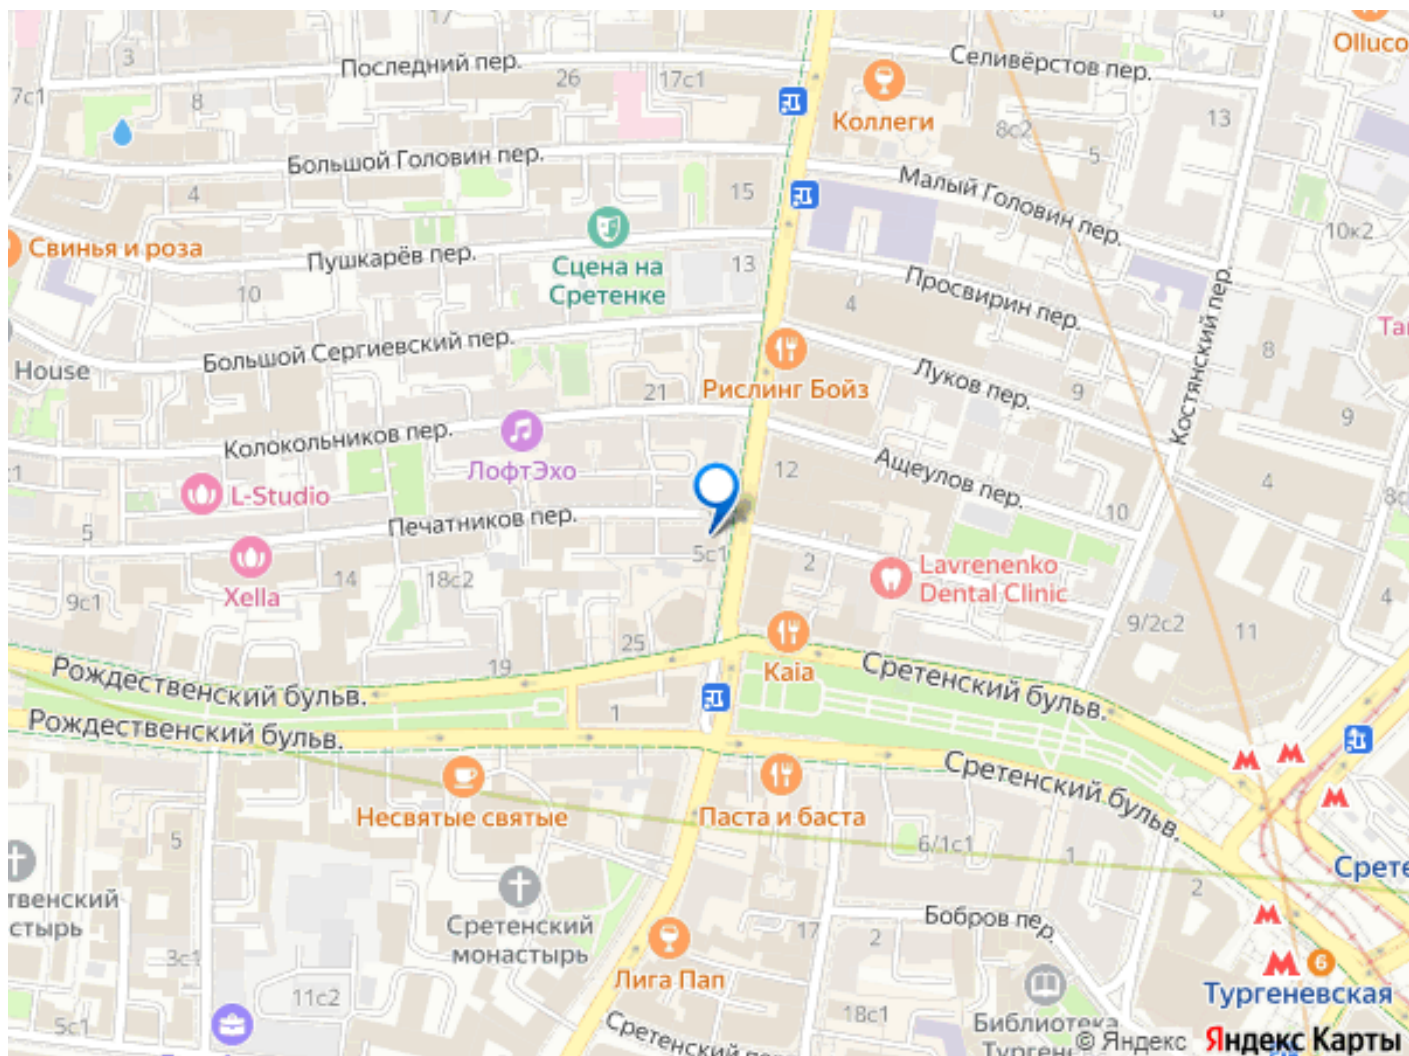 17
3
Последний пер.
26
17с1
Коллеги
Селивёрстов пер.
8
Olluco
7с1
8
8с2
5
13
Большой Головин пер.
4
15
Малый Головин пер.
10к2
Свинья и роза
Пушкарёв пер.
Сцена на
Сретенке
13
10
4
Просвирин пер.
Костянский пер.
Большой Сергиевский пер.
House
Рислинг Бойз
21
Луков пер.
9
8
9
Колокольников пер.
ЛофтЭхо
12
Ащеулов пер.
4
10
L-Studio
5
Печатников пер.
5с1
2
Lavrenenko
Dental Clinic
Xella
14
18с2
9с1
4
9/2с2
11
25
19
Kaia
Рождественский бульв.
Сретенский бульв.
1
Рождественский бульв.
Сретенский бульв.
Несвятые святые
Паста и баста
5
6/1с1
1
2
Сретенский
монастырь
Бобров пер.
17
2
Лига Пап
3с1
11с2
5с1
18с1
6
Тургеневская
Библиотека
Сретенский
© Яндекс Яндекс Карты